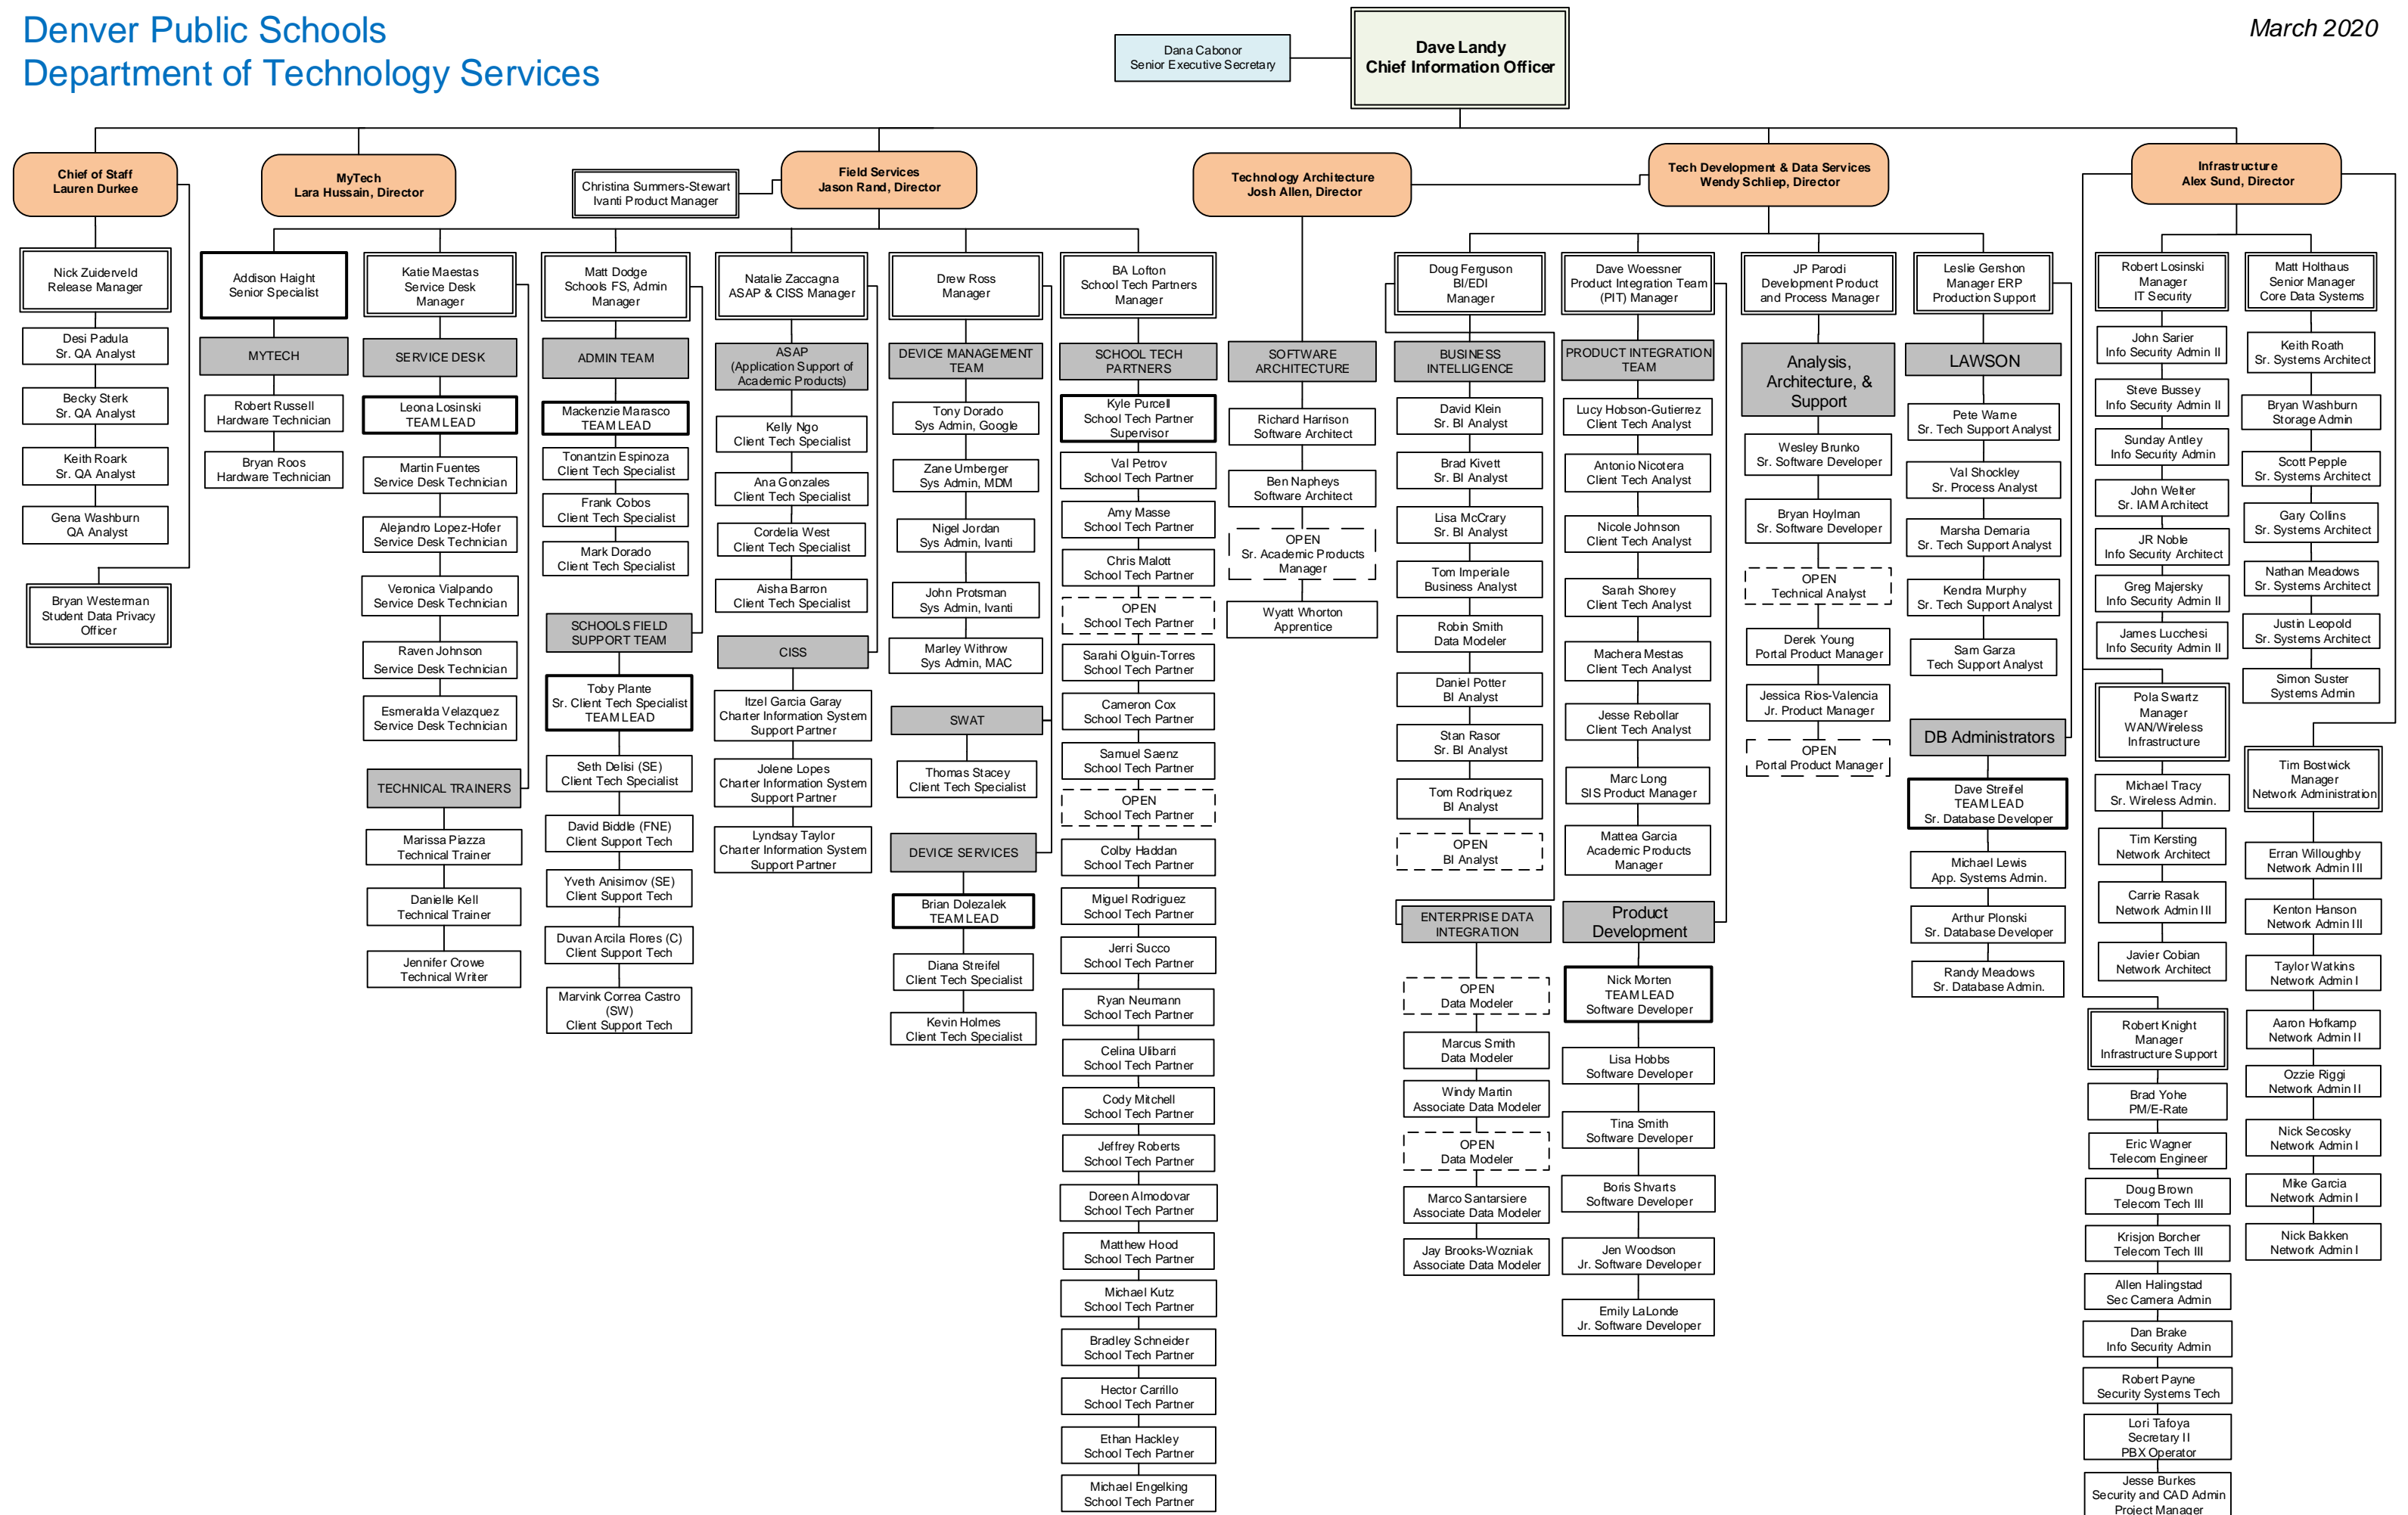 Denver Public Schools
Department of Technology Services
March 2020
Dave Landy
Chief Information Officer
Dana Cabonor
Senior Executive Secretary
Chief of Staff
Lauren Durkee
MyTech
Lara Hussain, Director
Field Services
Jason Rand, Director
Christina Summers-Stewart
Ivanti Product Manager
Technology Architecture
Josh Allen, Director
Tech Development & Data Services
Wendy Schliep, Director
Infrastructure
Alex Sund, Director
Nick Zuiderveld
Release Manager
Desi Padula
Sr. QA Analyst
Becky Sterk
Sr. QA Analyst
Keith Roark
Sr. QA Analyst
Gena Washburn
QA Analyst
Bryan Westerman
Student Data Privacy
Officer
Addison Haight
Senior Specialist
MYTECH
Robert Russell
Hardware Technician
Bryan Roos
Hardware Technician
Katie Maestas
Service Desk
Manager
SERVICE DESK
Leona Losinski
TEAM LEAD
Martin Fuentes
Service Desk Technician
Alejandro Lopez-Hofer
Service Desk Technician
Veronica Vialpando
Service Desk Technician
Raven Johnson
Service Desk Technician
Esmeralda Velazquez
Service Desk Technician
TECHNICAL TRAINERS
Marissa Piazza
Technical Trainer
Danielle Kell
Technical Trainer
Jennifer Crowe
Technical Writer
Matt Dodge
Schools FS, Admin
Manager
ADMIN TEAM
Mackenzie Marasco
TEAM LEAD
Tonantzin Espinoza
Client Tech Specialist
Frank Cobos
Client Tech Specialist
Mark Dorado
Client Tech Specialist
SCHOOLS FIELD
SUPPORT TEAM
Toby Plante
Sr. Client Tech Specialist
TEAM LEAD
Seth Delisi (SE)
Client Tech Specialist
David Biddle (FNE)
Client Support Tech
Yveth Anisimov (SE)
Client Support Tech
Duvan Arcila Flores (C)
Client Support Tech
Marvink Correa Castro
(SW)
Client Support Tech
Natalie Zaccagna
ASAP & CISS Manager
ASAP
(Application Support of
Academic Products)
Kelly Ngo
Client Tech Specialist
Ana Gonzales
Client Tech Specialist
Cordelia West
Client Tech Specialist
Aisha Barron
Client Tech Specialist
CISS
Itzel Garcia Garay
Charter Information System
Support Partner
Jolene Lopes
Charter Information System
Support Partner
Lyndsay Taylor
Charter Information System
Support Partner
Drew Ross
Manager
DEVICE MANAGEMENT
TEAM
Tony Dorado
Sys Admin, Google
Zane Umberger
Sys Admin, MDM
Nigel Jordan
Sys Admin, Ivanti
John Protsman
Sys Admin, Ivanti
Marley Withrow
Sys Admin, MAC
SWAT
Thomas Stacey
Client Tech Specialist
DEVICE SERVICES
Brian Dolezalek
TEAM LEAD
Diana Streifel
Client Tech Specialist
Kevin Holmes
Client Tech Specialist
BA Lofton
School Tech Partners
Manager
SCHOOL TECH
PARTNERS
Kyle Purcell
School Tech Partner
Supervisor
Val Petrov
School Tech Partner
Amy Masse
School Tech Partner
Chris Malott
School Tech Partner
OPEN
School Tech Partner
Sarahi Olguin-Torres
School Tech Partner
Cameron Cox
School Tech Partner
Samuel Saenz
School Tech Partner
OPEN
School Tech Partner
Colby Haddan
School Tech Partner
Miguel Rodriguez
School Tech Partner
Jerri Succo
School Tech Partner
Ryan Neumann
School Tech Partner
Celina Ulibarri
School Tech Partner
Cody Mitchell
School Tech Partner
Jeffrey Roberts
School Tech Partner
Doreen Almodovar
School Tech Partner
Matthew Hood
School Tech Partner
Michael Kutz
School Tech Partner
Bradley Schneider
School Tech Partner
Hector Carrillo
School Tech Partner
Ethan Hackley
School Tech Partner
Michael Engelking
School Tech Partner
SOFTWARE
ARCHITECTURE
Richard Harrison
Software Architect
Ben Napheys
Software Architect
OPEN
Sr. Academic Products
Manager
Wyatt Whorton
Apprentice
Doug Ferguson
BI/EDI
Manager
BUSINESS
INTELLIGENCE
David Klein
Sr. BI Analyst
Brad Kivett
Sr. BI Analyst
Lisa McCrary
Sr. BI Analyst
Tom Imperiale
Business Analyst
Robin Smith
Data Modeler
Daniel Potter
BI Analyst
Stan Rasor
Sr. BI Analyst
Tom Rodriquez
BI Analyst
OPEN
BI Analyst
ENTERPRISE DATA
INTEGRATION
OPEN
Data Modeler
Marcus Smith
Data Modeler
Windy Martin
Associate Data Modeler
OPEN
Data Modeler
Marco Santarsiere
Associate Data Modeler
Jay Brooks-Wozniak
Associate Data Modeler
Dave Woessner
Product Integration Team
(PIT) Manager
PRODUCT INTEGRATION
TEAM
Lucy Hobson-Gutierrez
Client Tech Analyst
Antonio Nicotera
Client Tech Analyst
Nicole Johnson
Client Tech Analyst
Sarah Shorey
Client Tech Analyst
Machera Mestas
Client Tech Analyst
Jesse Rebollar
Client Tech Analyst
Marc Long
SIS Product Manager
Mattea Garcia
Academic Products
Manager
Product
Development
Nick Morten
TEAM LEAD
Software Developer
Lisa Hobbs
Software Developer
Tina Smith
Software Developer
Boris Shvarts
Software Developer
Jen Woodson
Jr. Software Developer
Emily LaLonde
Jr. Software Developer
JP Parodi
Development Product
and Process Manager
Analysis,
Architecture, &
Support
Wesley Brunko
Sr. Software Developer
Bryan Hoylman
Sr. Software Developer
OPEN
Technical Analyst
Derek Young
Portal Product Manager
Jessica Rios-Valencia
Jr. Product Manager
OPEN
Portal Product Manager
Leslie Gershon
Manager ERP
Production Support
LAWSON
Pete Warne
Sr. Tech Support Analyst
Val Shockley
Sr. Process Analyst
Marsha Demaria
Sr. Tech Support Analyst
Kendra Murphy
Sr. Tech Support Analyst
Sam Garza
Tech Support Analyst
DB Administrators
Dave Streifel
TEAM LEAD
Sr. Database Developer
Michael Lewis
App. Systems Admin.
Arthur Plonski
Sr. Database Developer
Randy Meadows
Sr. Database Admin.
Robert Losinski
Manager
IT Security
John Sarier
Info Security Admin II
Steve Bussey
Info Security Admin II
Sunday Antley
Info Security Admin
John Welter
Sr. IAM Architect
JR Noble
Info Security Architect
Greg Majersky
Info Security Admin II
James Lucchesi
Info Security Admin II
Pola Swartz
Manager
WAN/Wireless
Infrastructure
Michael Tracy
Sr. Wireless Admin.
Tim Kersting
Network Architect
Carrie Rasak
Network Admin III
Javier Cobian
Network Architect
Robert Knight
Manager
Infrastructure Support
Brad Yohe
PM/E-Rate
Eric Wagner
Telecom Engineer
Doug Brown
Telecom Tech III
Krisjon Borcher
Telecom Tech III
Allen Halingstad
Sec Camera Admin
Dan Brake
Info Security Admin
Robert Payne
Security Systems Tech
Lori Tafoya
Secretary II
PBX Operator
Jesse Burkes
Security and CAD Admin
Project Manager
Matt Holthaus
Senior Manager
Core Data Systems
Keith Roath
Sr. Systems Architect
Bryan Washburn
Storage Admin
Scott Pepple
Sr. Systems Architect
Gary Collins
Sr. Systems Architect
Nathan Meadows
Sr. Systems Architect
Justin Leopold
Sr. Systems Architect
Simon Suster
Systems Admin
Tim Bostwick
Manager
Network Administration
Erran Willoughby
Network Admin III
Kenton Hanson
Network Admin III
Taylor Watkins
Network Admin I
Aaron Hofkamp
Network Admin II
Ozzie Riggi
Network Admin II
Nick Secosky
Network Admin I
Mike Garcia
Network Admin I
Nick Bakken
Network Admin I